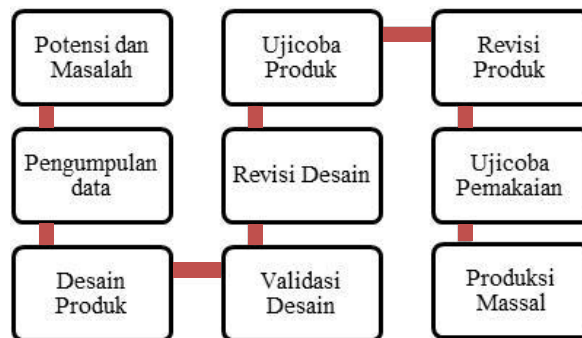 Potensi dan
Masalah
Pengumpulan
data
Desain
Produk
Validasi
Desain
Revisi Desain
Ujicoba
Produk
Revisi
Produk
Ujicoba
Pemakaian
Produksi
Massal